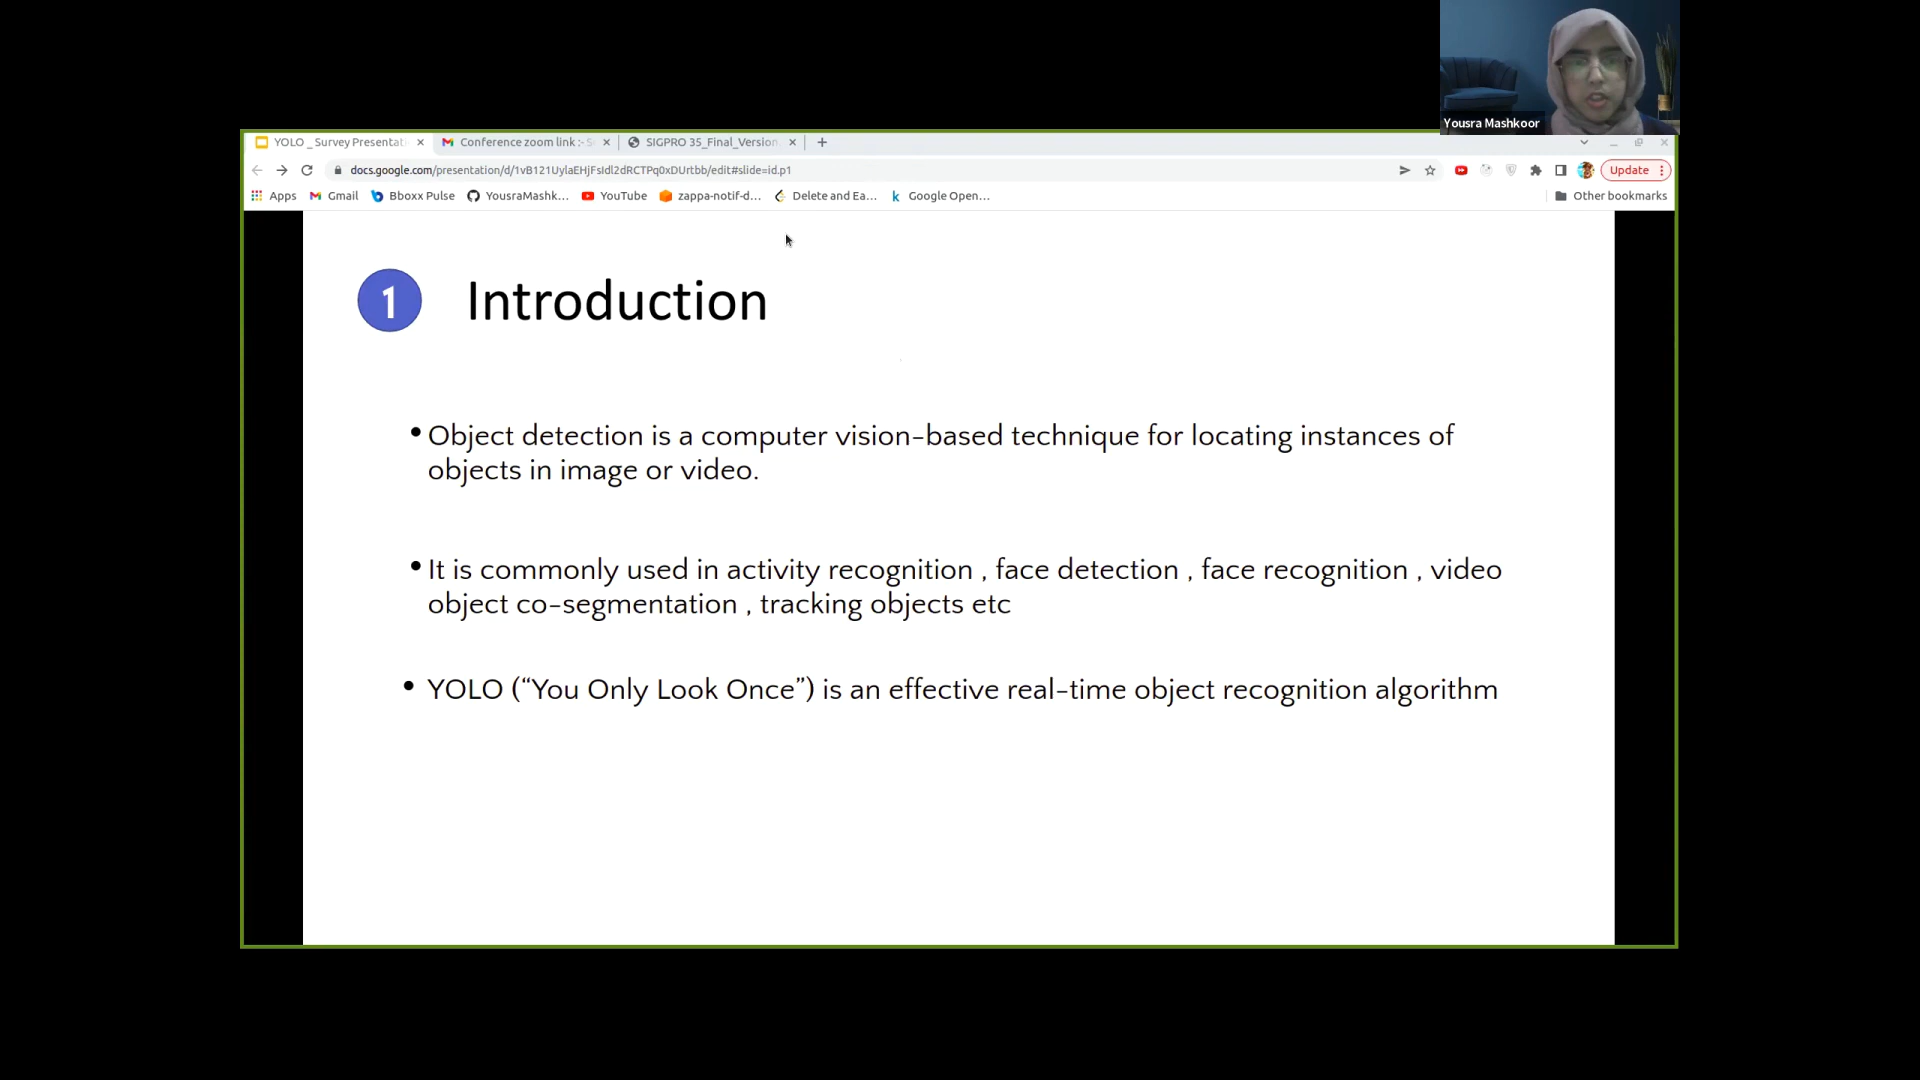 Yousra Mashkoor
YOLO _ Survey Presentati
Conference zoom link :- S
SIGPRO 35_Final_Version
docs.google.com/presentation/d/1vB121UylaEHjFsIdl2dRCTPq0xDUrtbb/edit#slide=id.p1
Update
Apps
Gmail
Bboxx Pulse
YousraMashk...
YouTube
zappa-notif-d...
Delete and Ea...
Google Open...
Other bookmarks
1 Introduction
• Object detection is a computer vision-based technique for locating instances of
objects in image or video.
• It is commonly used in activity recognition , face detection , face recognition , video
object co-segmentation , tracking objects etc
• YOLO (“You Only Look Once”) is an effective real-time object recognition algorithm